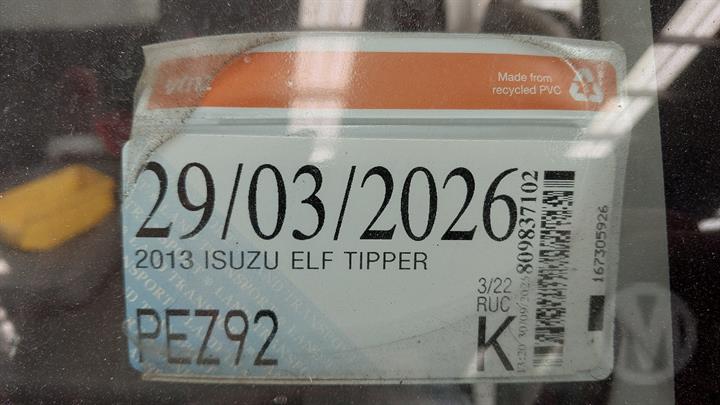 Made from
recycled PVC
29/03/2026
2013 ISUZU ELF TIPPER
PEZ92
3/22
RUC
K
809837102
167305926